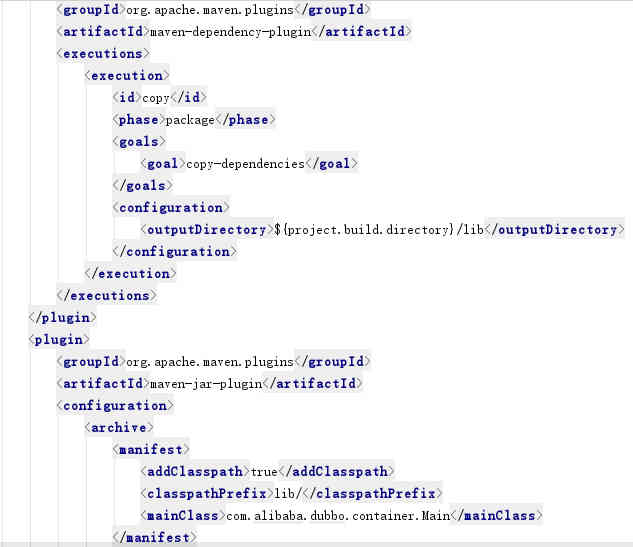 <groupId>org.apache.maven.plugins</groupId>
<artifactId>maven-dependency-plugin</artifactId>
<executions>
<execution>
<id>copy</id>
<phase>package</phase>
<goals>
<goal>copy-dependencies</goal>
</goals>
<configuration>
<outputDirectory>${project.build.directory}/lib</outputDirectory>
</configuration>
</execution>
</executions>
</plugin>
<plugin>
<groupId>org.apache.maven.plugins</groupId>
<artifactId>maven-jar-plugin</artifactId>
<configuration>
<archive>
<manifest>
<addClasspath>true</addClasspath>
<classpathPrefix>lib/</classpathPrefix>
<mainClass>com.alibaba.dubbo.container.Main</mainClass>
</manifest>